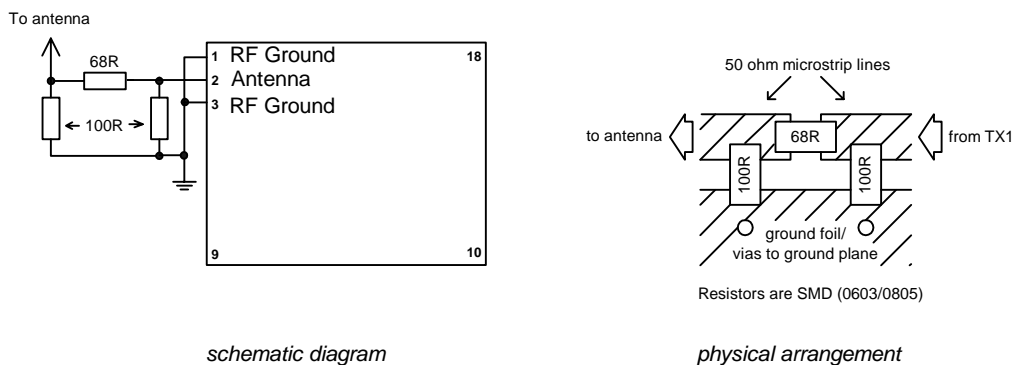 To antenna
68R
100R
1 RF Ground
18
2 Antenna
3 RF Ground
9
10
50 ohm microstrip lines
to antenna
68R
from TX1
100R
100R
ground foil/
vias to ground plane
Resistors are SMD (0603/0805)
schematic diagram
physical arrangement